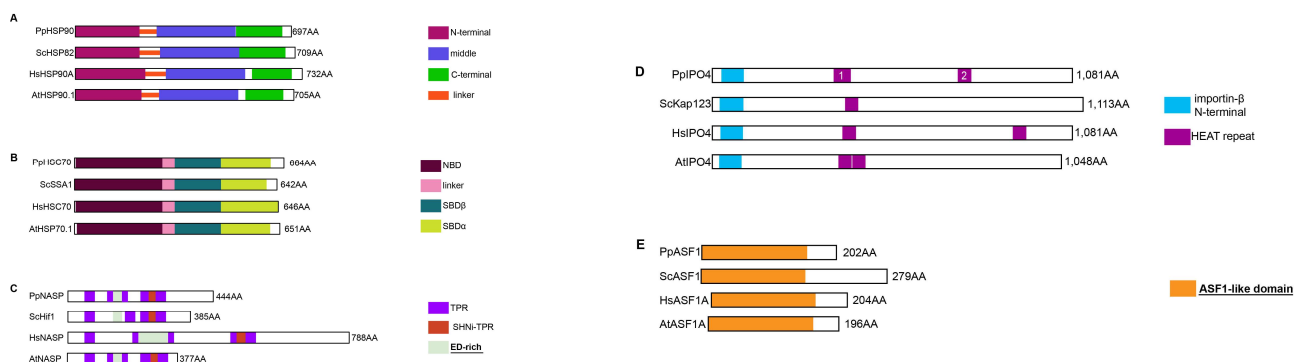 A
PpHSP90
697AA
ScHSP82
709AA
HsHSP90A
732AA
AtHSP90.1
705AA
N-terminal
middle
C-terminal
linker
B
PpHSC70
664AA
ScSSA1
642AA
HsHSC70
646AA
AtHSP70.1
651AA
NBD
linker
SBDβ
SBDα
C
PpNASP
444AA
ScHif1
385AA
HsNASP
788AA
AtNASP
377AA
TPR
SHNi-TPR
ED-rich
D
PpIPO4
1
2
1,081AA
ScKap123
1,113AA
HsIPO4
1,081AA
AtIPO4
1,048AA
importin-β
N-terminal
HEAT repeat
E
PpASF1
202AA
ScASF1
279AA
HsASF1A
204AA
AtASF1A
196AA
ASF1-like domain